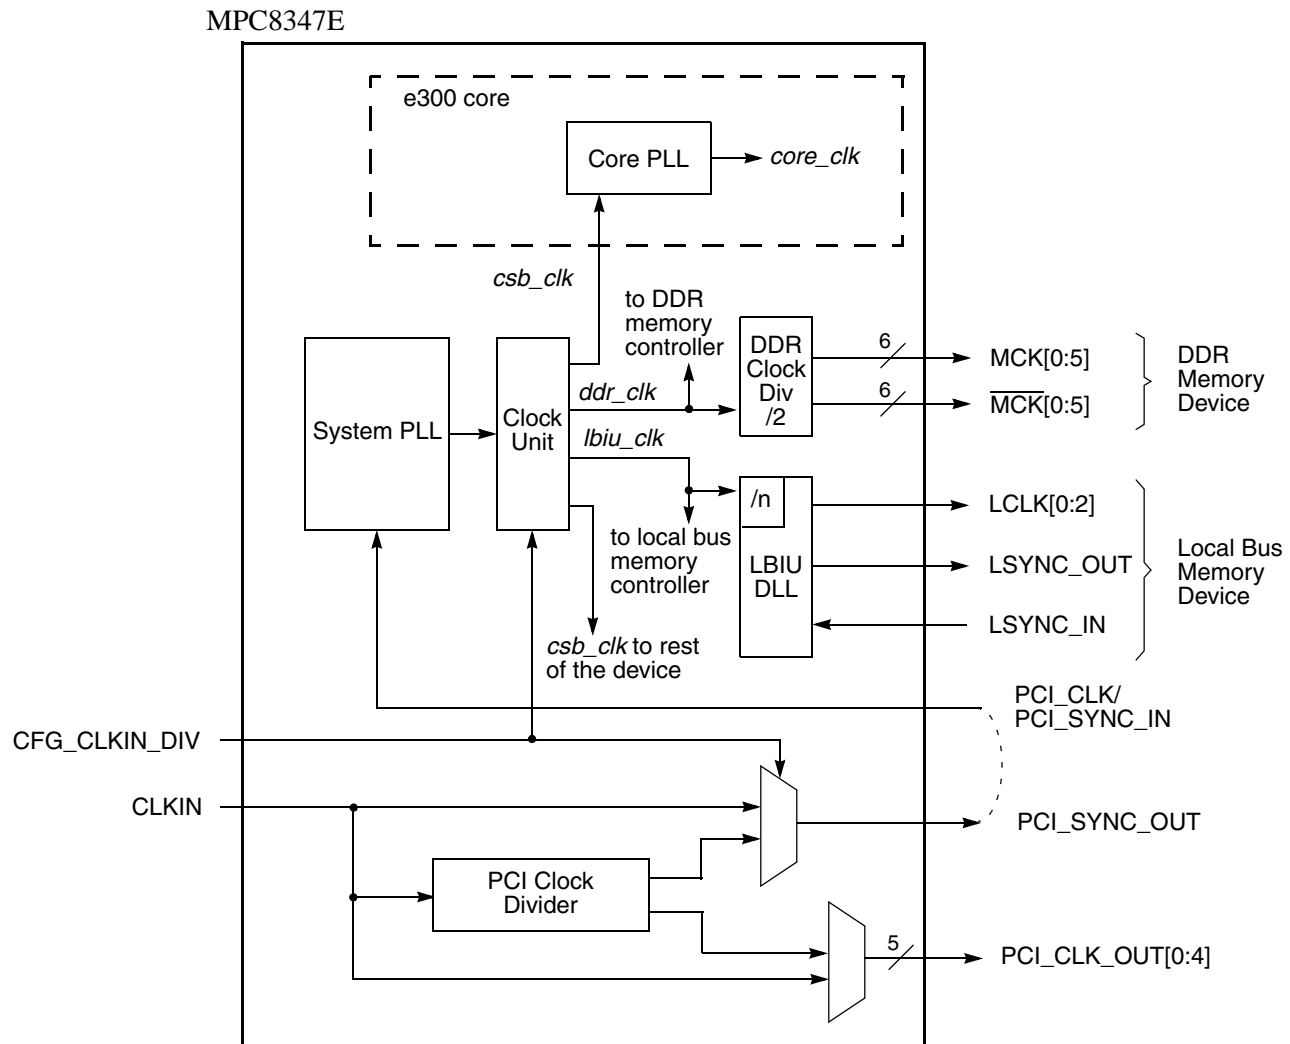 MPC8347E
e300 core
Core PLL
core_clk
csb_clk
to DDR
memory
controller
DDR
Clock
Div
/2
6
MCK[0:5]
6
M̅C̅K̅[0:5]
DDR
Memory
Device
System PLL
Clock
Unit
ddr_clk
lbiu_clk
/n
LBIU
DLL
to local bus
memory
controller
LCLK[0:2]
LSYNC_OUT
LSYNC_IN
Local Bus
Memory
Device
csb_clk to rest
of the device
PCI_CLK/
PCI_SYNC_IN
CFG_CLKIN_DIV
CLKIN
PCI_SYNC_OUT
PCI Clock
Divider
5
PCI_CLK_OUT[0:4]